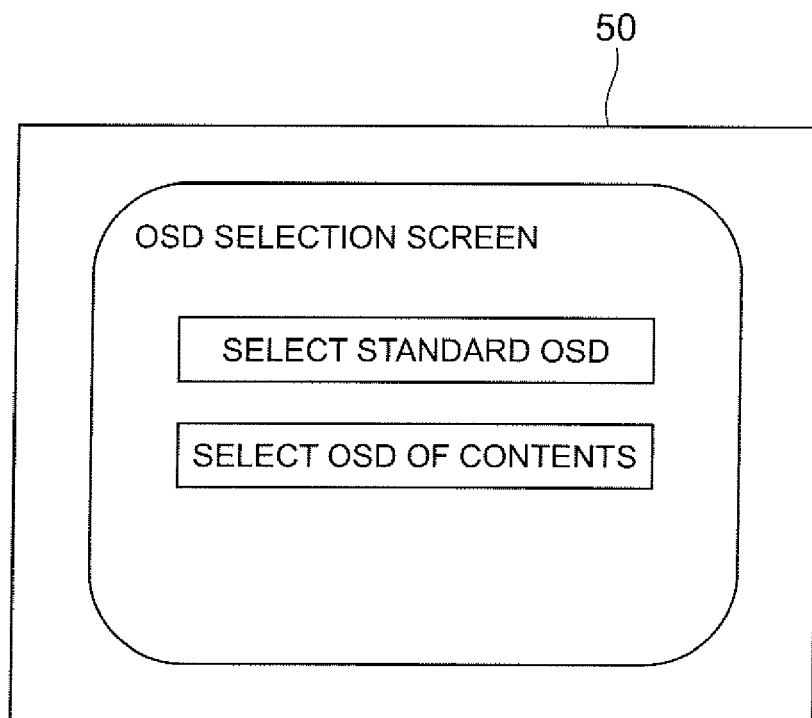 50
OSD SELECTION SCREEN
SELECT STANDARD OSD
SELECT OSD OF CONTENTS